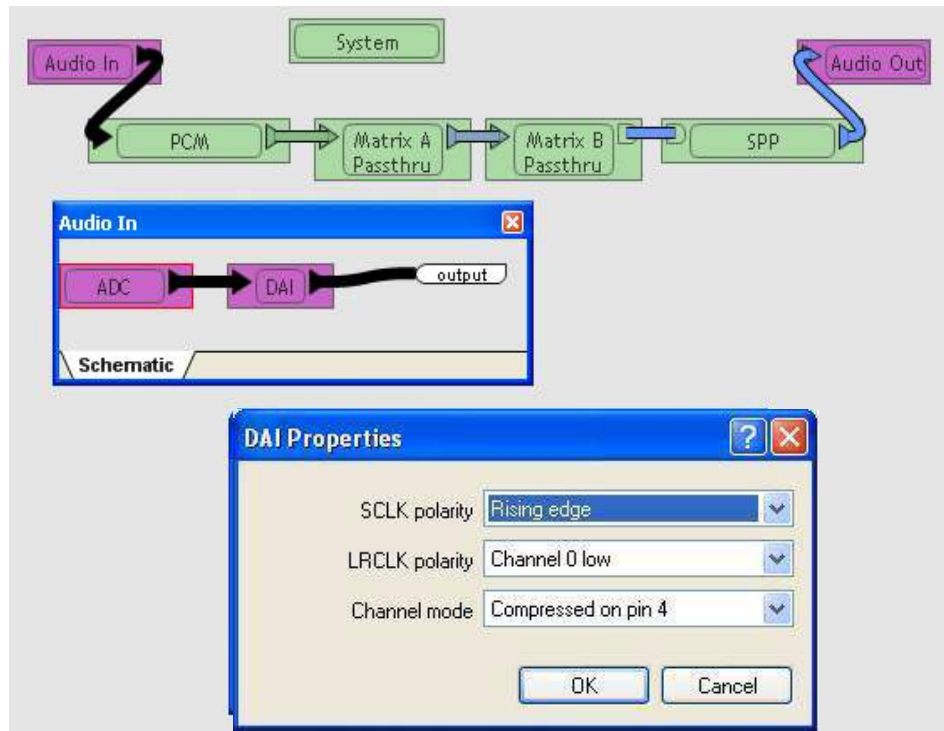 System
Audio In
Audio Out
PCM
Matrix A
Passthru
Matrix B
Passthru
SPP
Audio In
ADC
DAI
output
Schematic
DAI Properties
?
SCLK polarity Rising edge
LRCLK polarity Channel 0 low
Channel mode Compressed on pin 4
OK Cancel